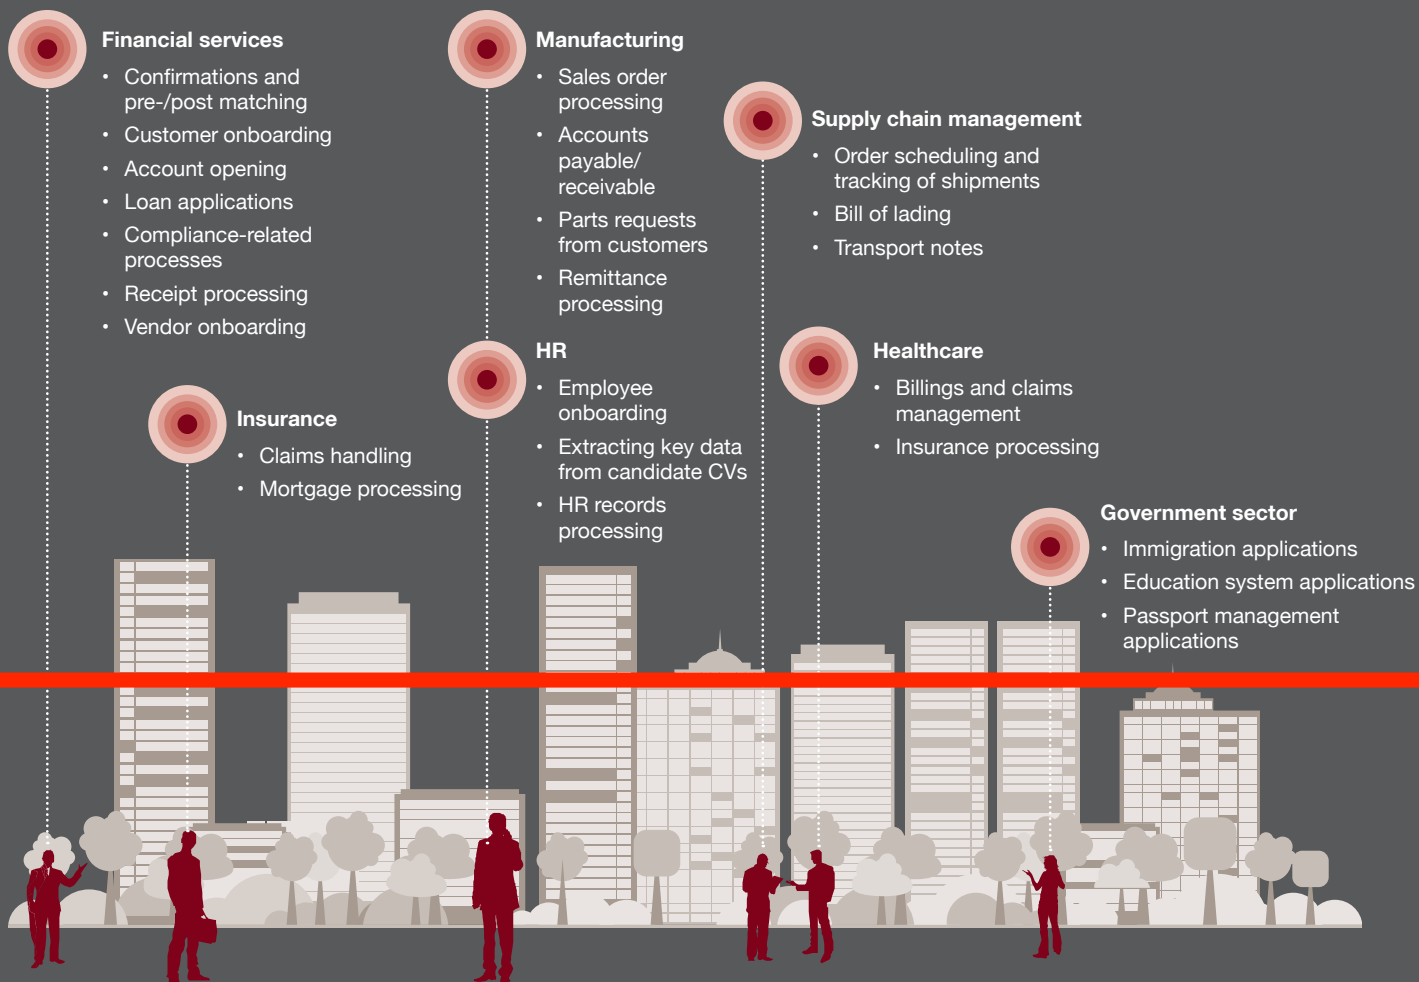 Financial services
• Confirmations and
pre-/post matching
• Customer onboarding
• Account opening
• Loan applications
• Compliance-related
processes
• Receipt processing
• Vendor onboarding
Insurance
• Claims handling
• Mortgage processing
Manufacturing
• Sales order
processing
• Accounts
payable/
receivable
• Parts requests
from customers
• Remittance
processing
HR
• Employee
onboarding
• Extracting key data
from candidate CVs
• HR records
processing
Supply chain management
• Order scheduling and
tracking of shipments
• Bill of lading
• Transport notes
Healthcare
• Billings and claims
management
• Insurance processing
Government sector
• Immigration applications
• Education system applications
• Passport management
applications